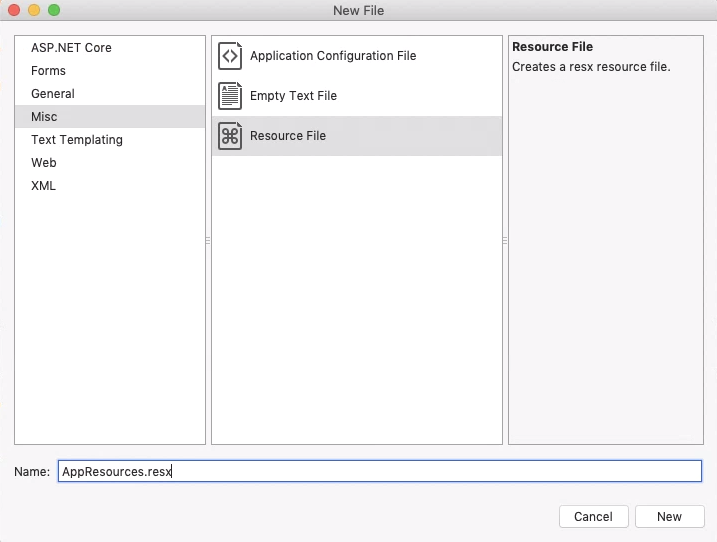 New File
ASP.NET Core
Forms
General
Misc
Text Templating
Web
XML
Application Configuration File
Empty Text File
Resource File
Resource File
Creates a resx resource file.
Name: AppResources.resx
Cancel New